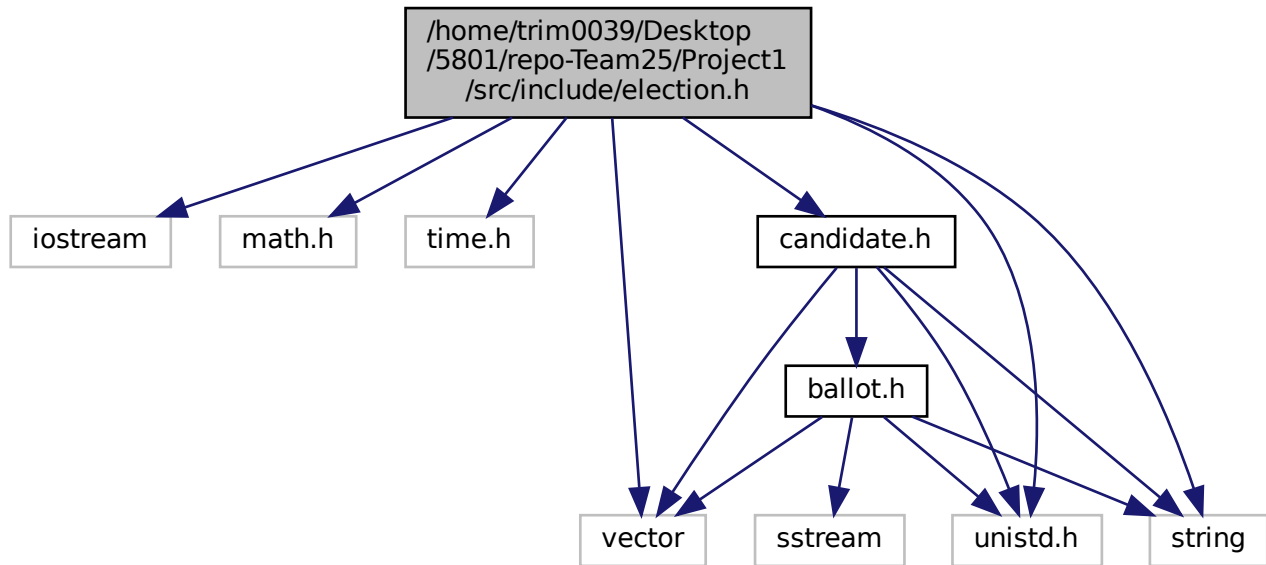 /home/trim0039/Desktop
/5801/repo-Team25/Project1
/src/include/election.h
iostream
math.h
time.h
candidate.h
ballot.h
vector
sstream
unistd.h
string